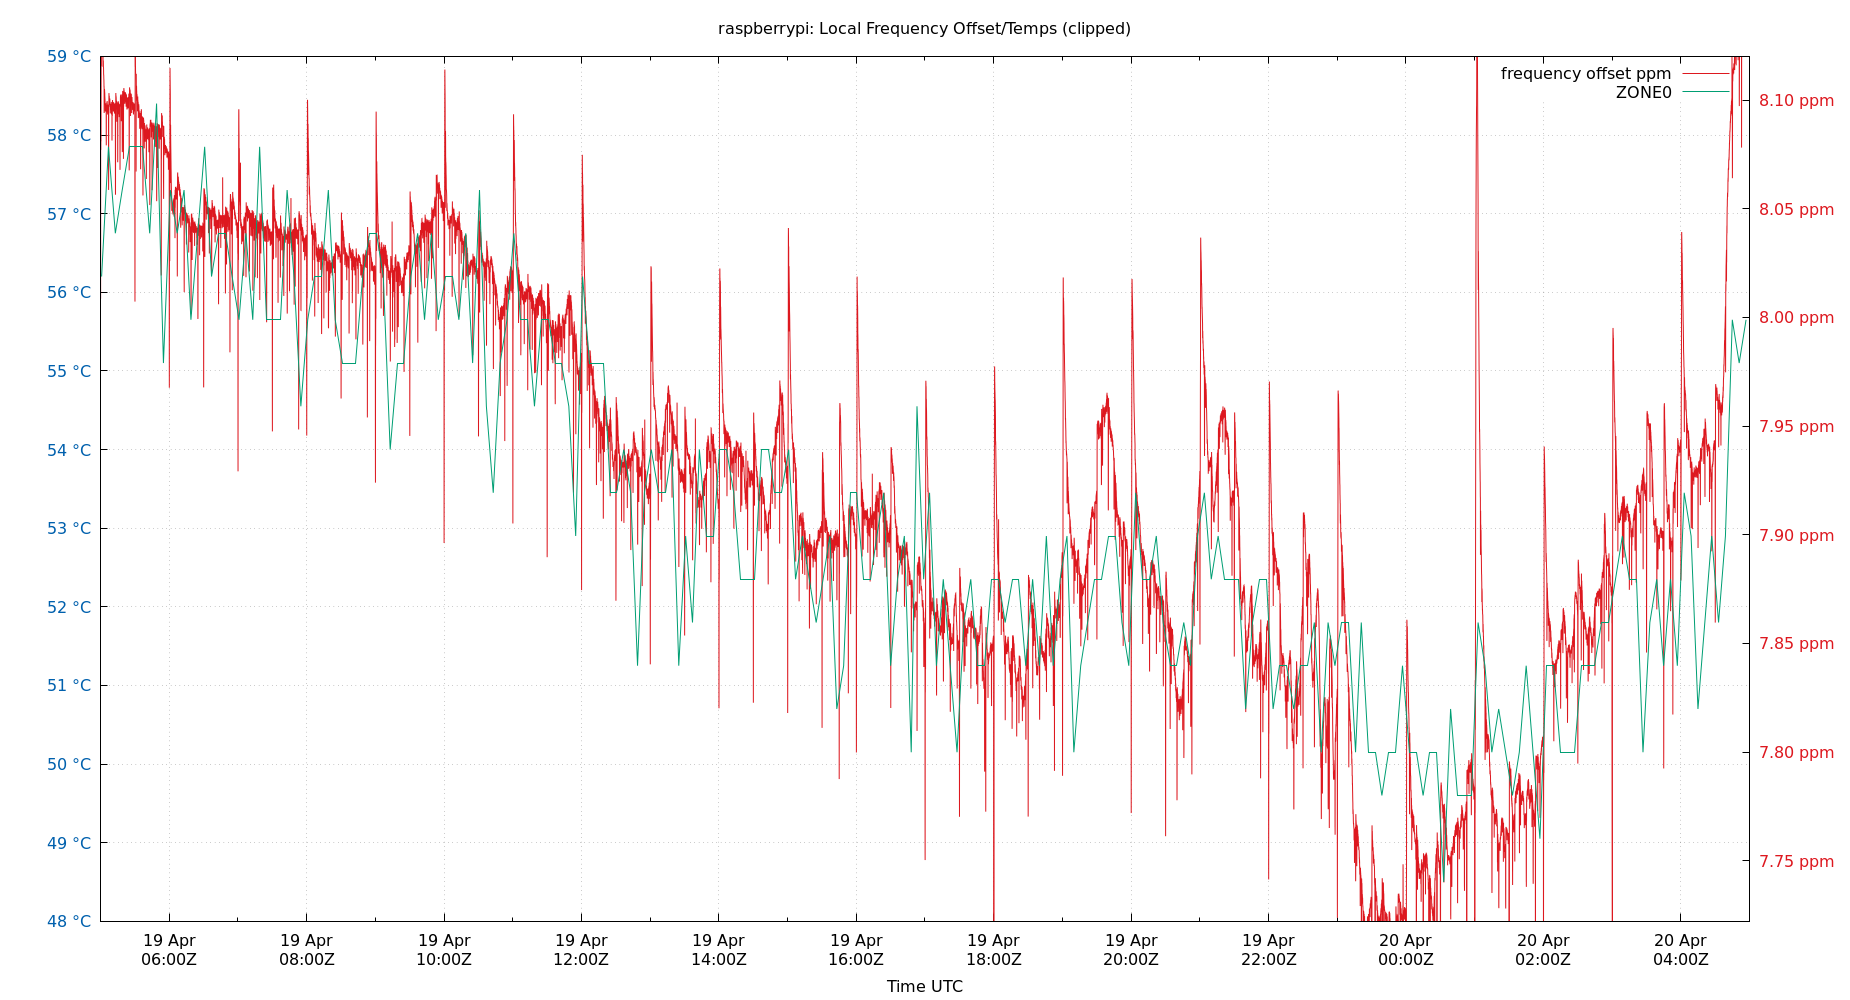 raspberrypi: Local Frequency Offset/Temps (clipped)
59 °C
58 °C
57 °C
56 °C
55 °C
54 °C
53 °C
52 °C
51 °C
50 °C
49 °C
48 °C
frequency offset ppm
ZONE0
8.10 ppm
8.05 ppm
8.00 ppm
7.95 ppm
7.90 ppm
7.85 ppm
7.80 ppm
7.75 ppm
19 Apr
06:00Z
19 Apr
08:00Z
19 Apr
10:00Z
19 Apr
12:00Z
19 Apr
14:00Z
19 Apr
16:00Z
19 Apr
18:00Z
19 Apr
20:00Z
19 Apr
22:00Z
20 Apr
00:00Z
20 Apr
02:00Z
20 Apr
04:00Z
Time UTC